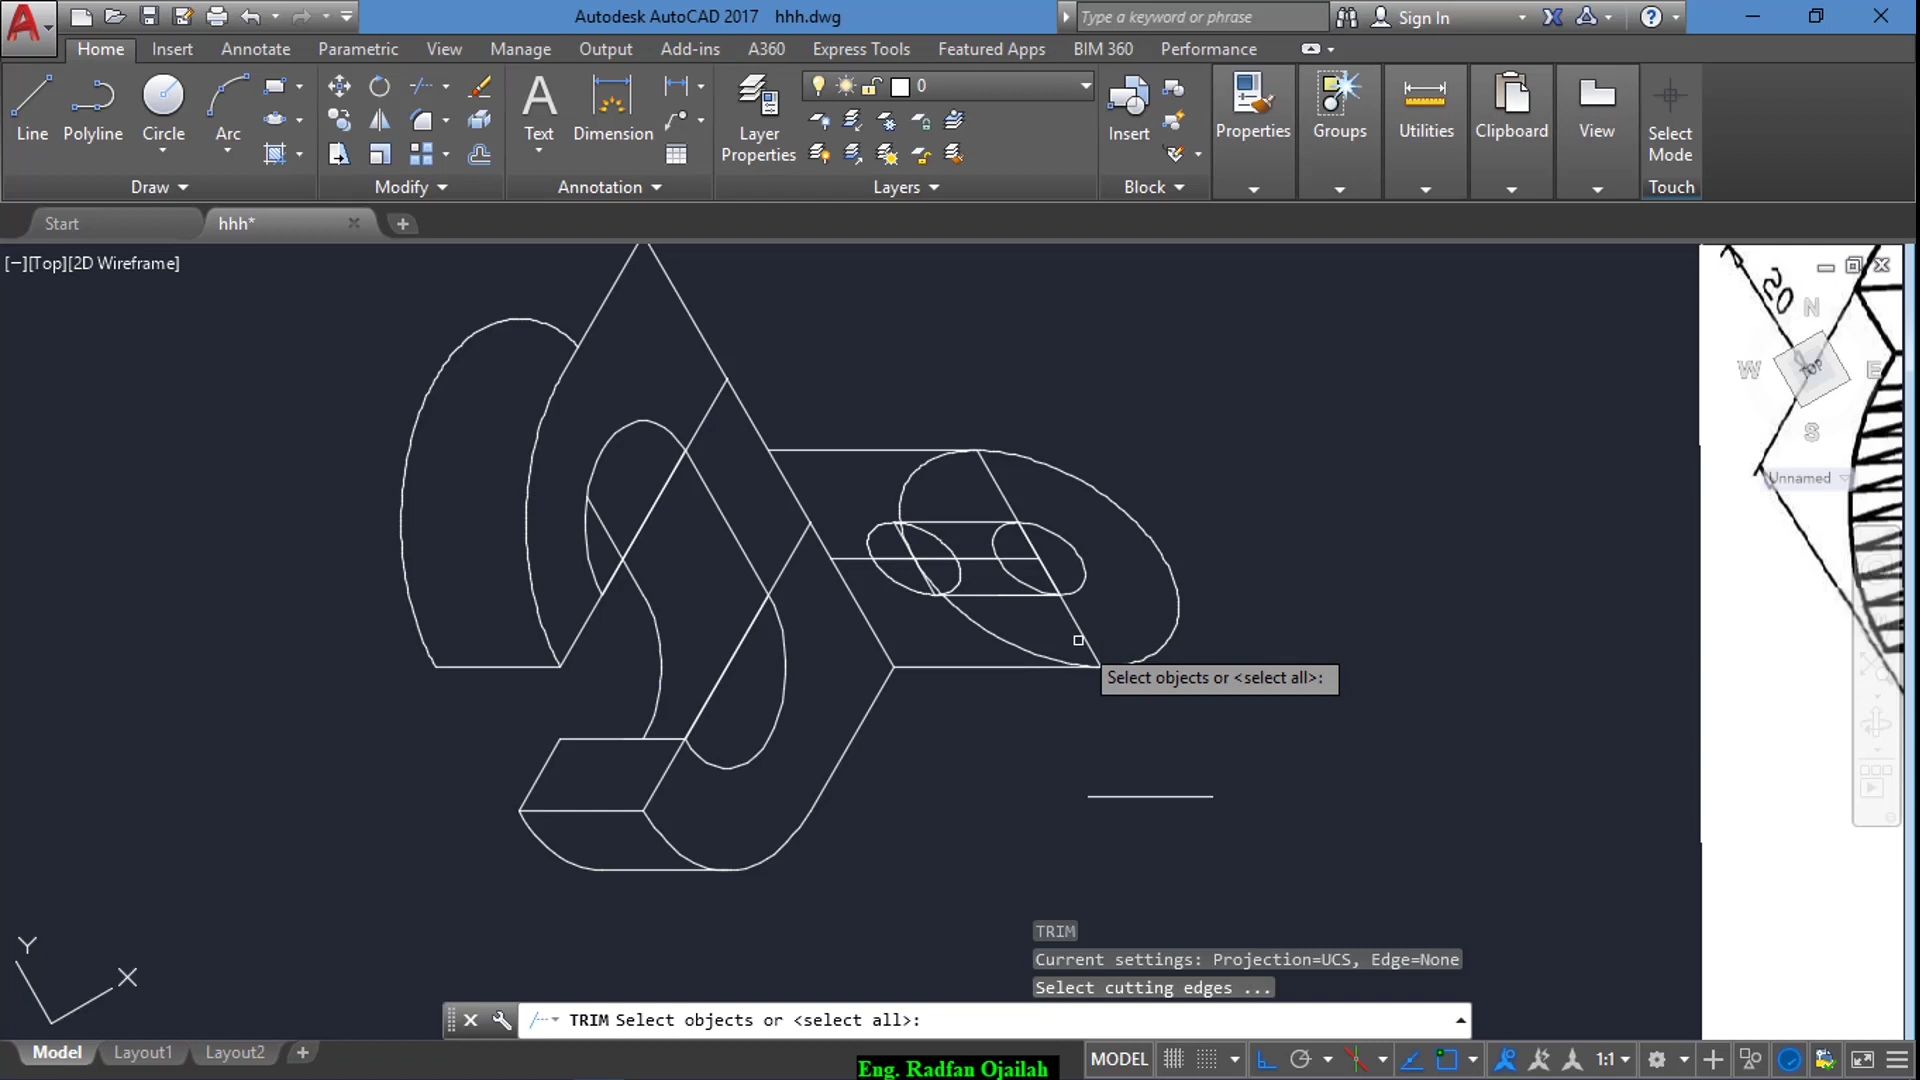 Autodesk AutoCAD 2017 hhh.dwg
Type a keyword or phrase
Sign In
Home Insert Annotate Parametric View Manage Output Add-ins A360 Express Tools Featured Apps BIM 360 Performance
Line Polyline Circle Arc
Text Dimension
Layer Properties
0
Insert
Properties Groups Utilities Clipboard View
Select Mode
Draw Modify Annotation Layers Block Touch
Start hhh*
[−][Top][2D Wireframe]
20
N
W TOP E
S
Unnamed
Select objects or <select all>:
TRIM
Current settings: Projection=UCS, Edge=None
Select cutting edges ...
Y
X
TRIM Select objects or <select all>:
Model Layout1 Layout2
MODEL 1:1
Eng. Radfan Ojailah